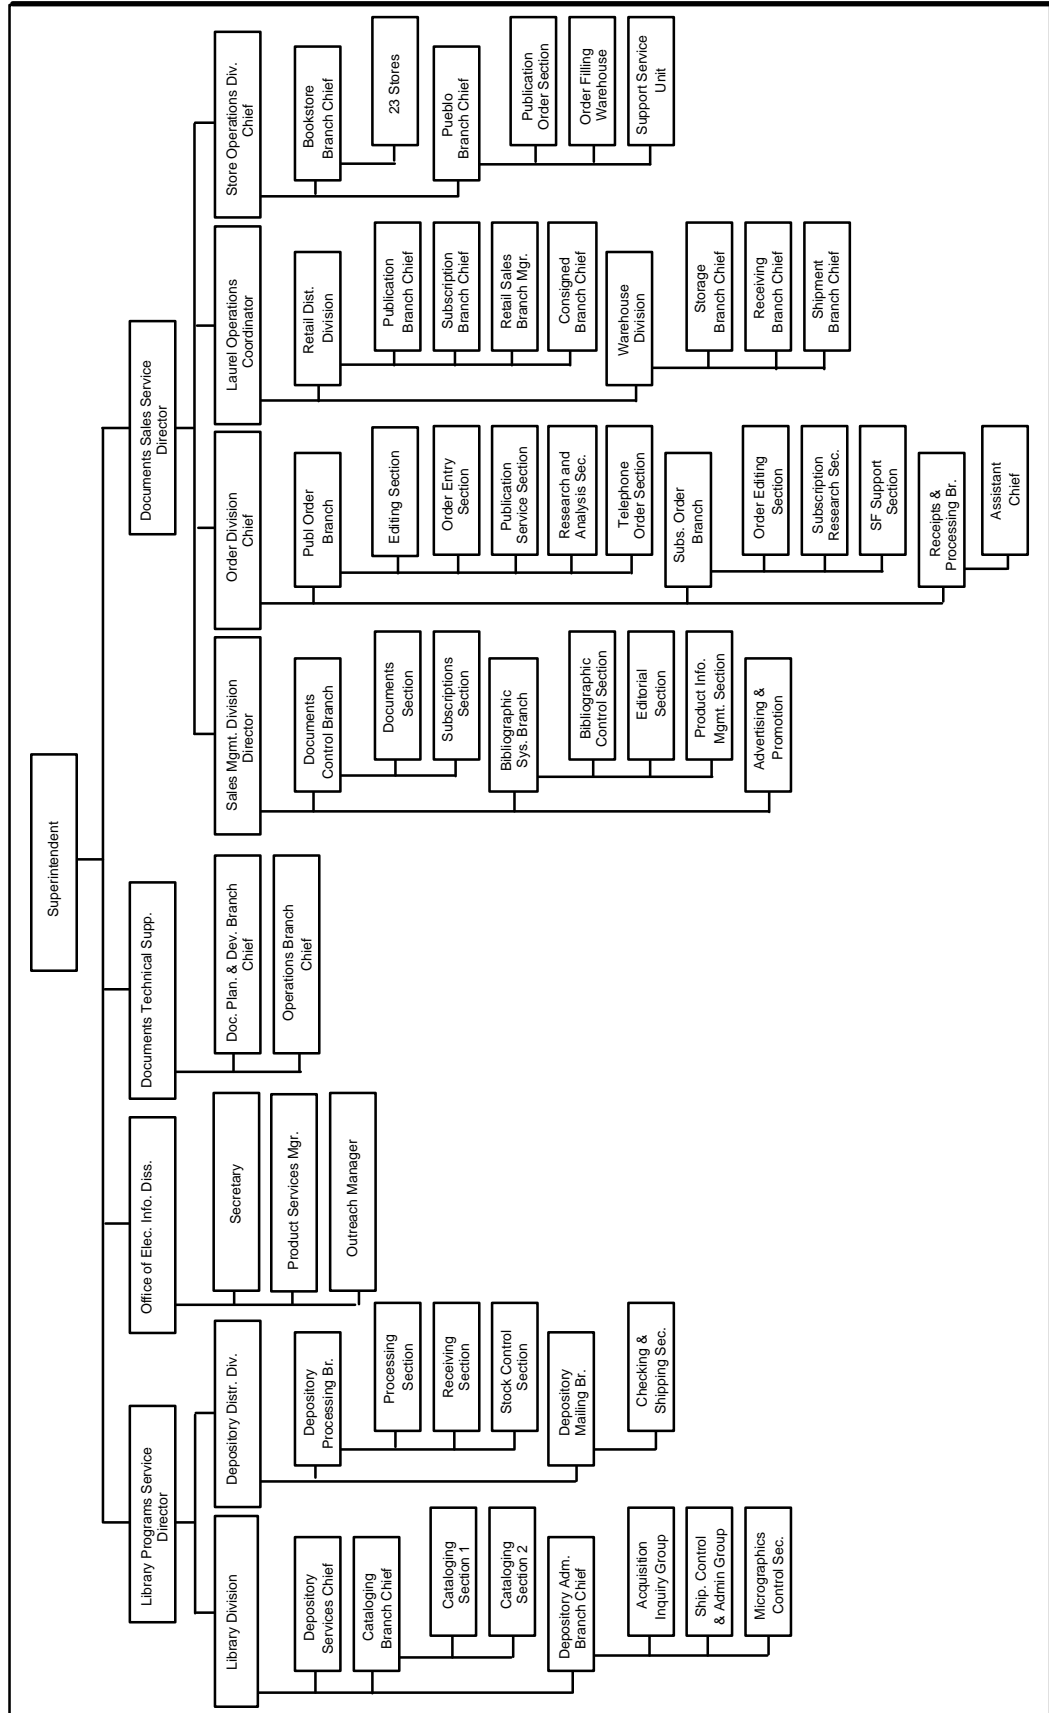 Superintendent
Library Programs Service
Director
Office of Elec. Info. Diss.
Documents Technical Supp.
Documents Sales Service
Director
Library Division
Depository
Services Chief
Cataloging
Branch Chief
Cataloging
Section 1
Cataloging
Section 2
Depository Adm.
Branch Chief
Acquisition
Inquiry Group
Ship. Control
& Admin Group
Micrographics
Control Sec.
Depository Distr. Div.
Depository
Processing Br.
Processing
Section
Receiving
Section
Stock Control
Section
Depository
Mailing Br.
Checking &
Shipping Sec.
Secretary
Product Services Mgr.
Outreach Manager
Doc. Plan. & Dev. Branch
Chief
Operations Branch
Chief
Sales Mgmt. Division
Director
Documents
Control Branch
Documents
Section
Subscriptions
Section
Bibliographic
Sys. Branch
Bibliographic
Control Section
Editorial
Section
Product Info.
Mgmt. Section
Advertising &
Promotion
Order Division
Chief
Publ Order
Branch
Editing Section
Order Entry
Section
Publication
Service Section
Research and
Analysis Sec.
Telephone
Order Section
Subs. Order
Branch
Order Editing
Section
Subscription
Research Sec.
SF Support
Section
Receipts &
Processing Br.
Assistant
Chief
Laurel Operations
Coordinator
Retail Dist.
Division
Publication
Branch Chief
Subscription
Branch Chief
Retail Sales
Branch Mgr.
Consigned
Branch Chief
Warehouse
Division
Storage
Branch Chief
Receiving
Branch Chief
Shipment
Branch Chief
Store Operations Div.
Chief
Bookstore
Branch Chief
23 Stores
Pueblo
Branch Chief
Publication
Order Section
Order Filling
Warehouse
Support Service
Unit